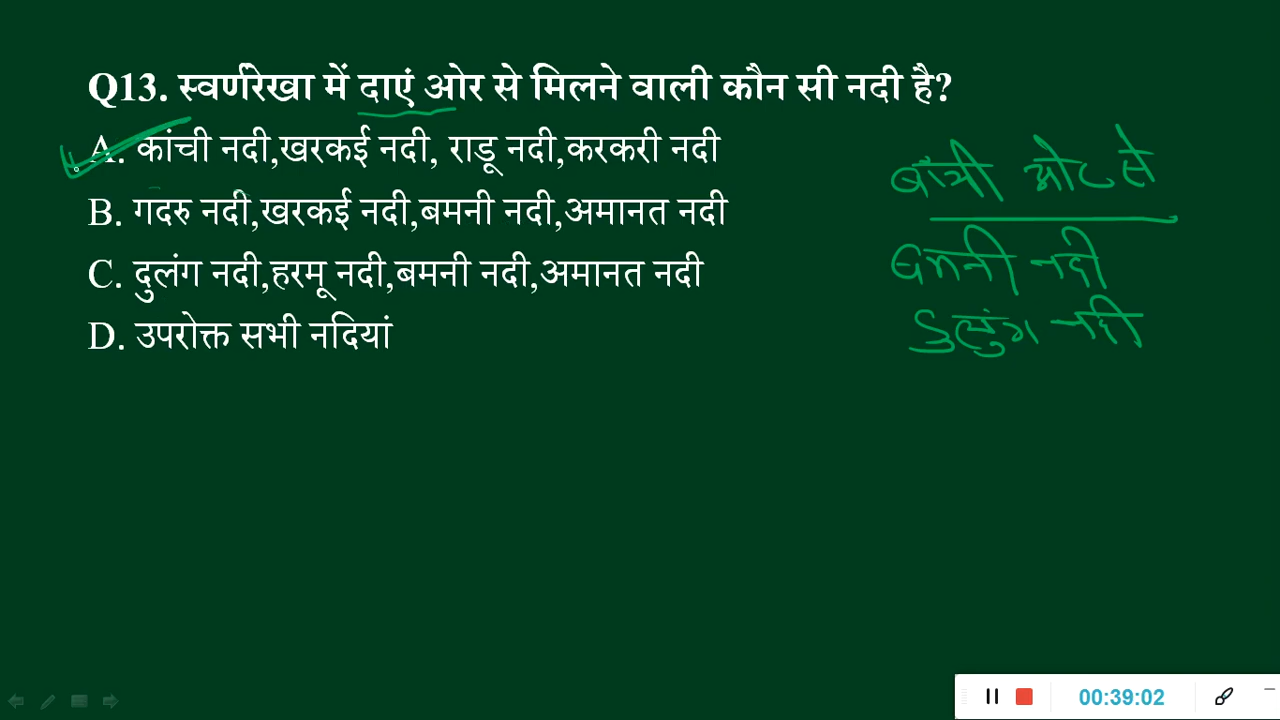 Q13. स्वर्णरेखा में दाएं ओर से मिलने वाली कौन सी नदी है?
A. कांची नदी,खरकई नदी, राडू नदी,करकरी नदी
B. गदरु नदी,खरकई नदी,बमनी नदी,अमानत नदी
C. दुलंग नदी,हरमू नदी,बमनी नदी,अमानत नदी
D. उपरोक्त सभी नदियां
ओर से
बमनी नदी
डुलुंग नदी
00:39:02